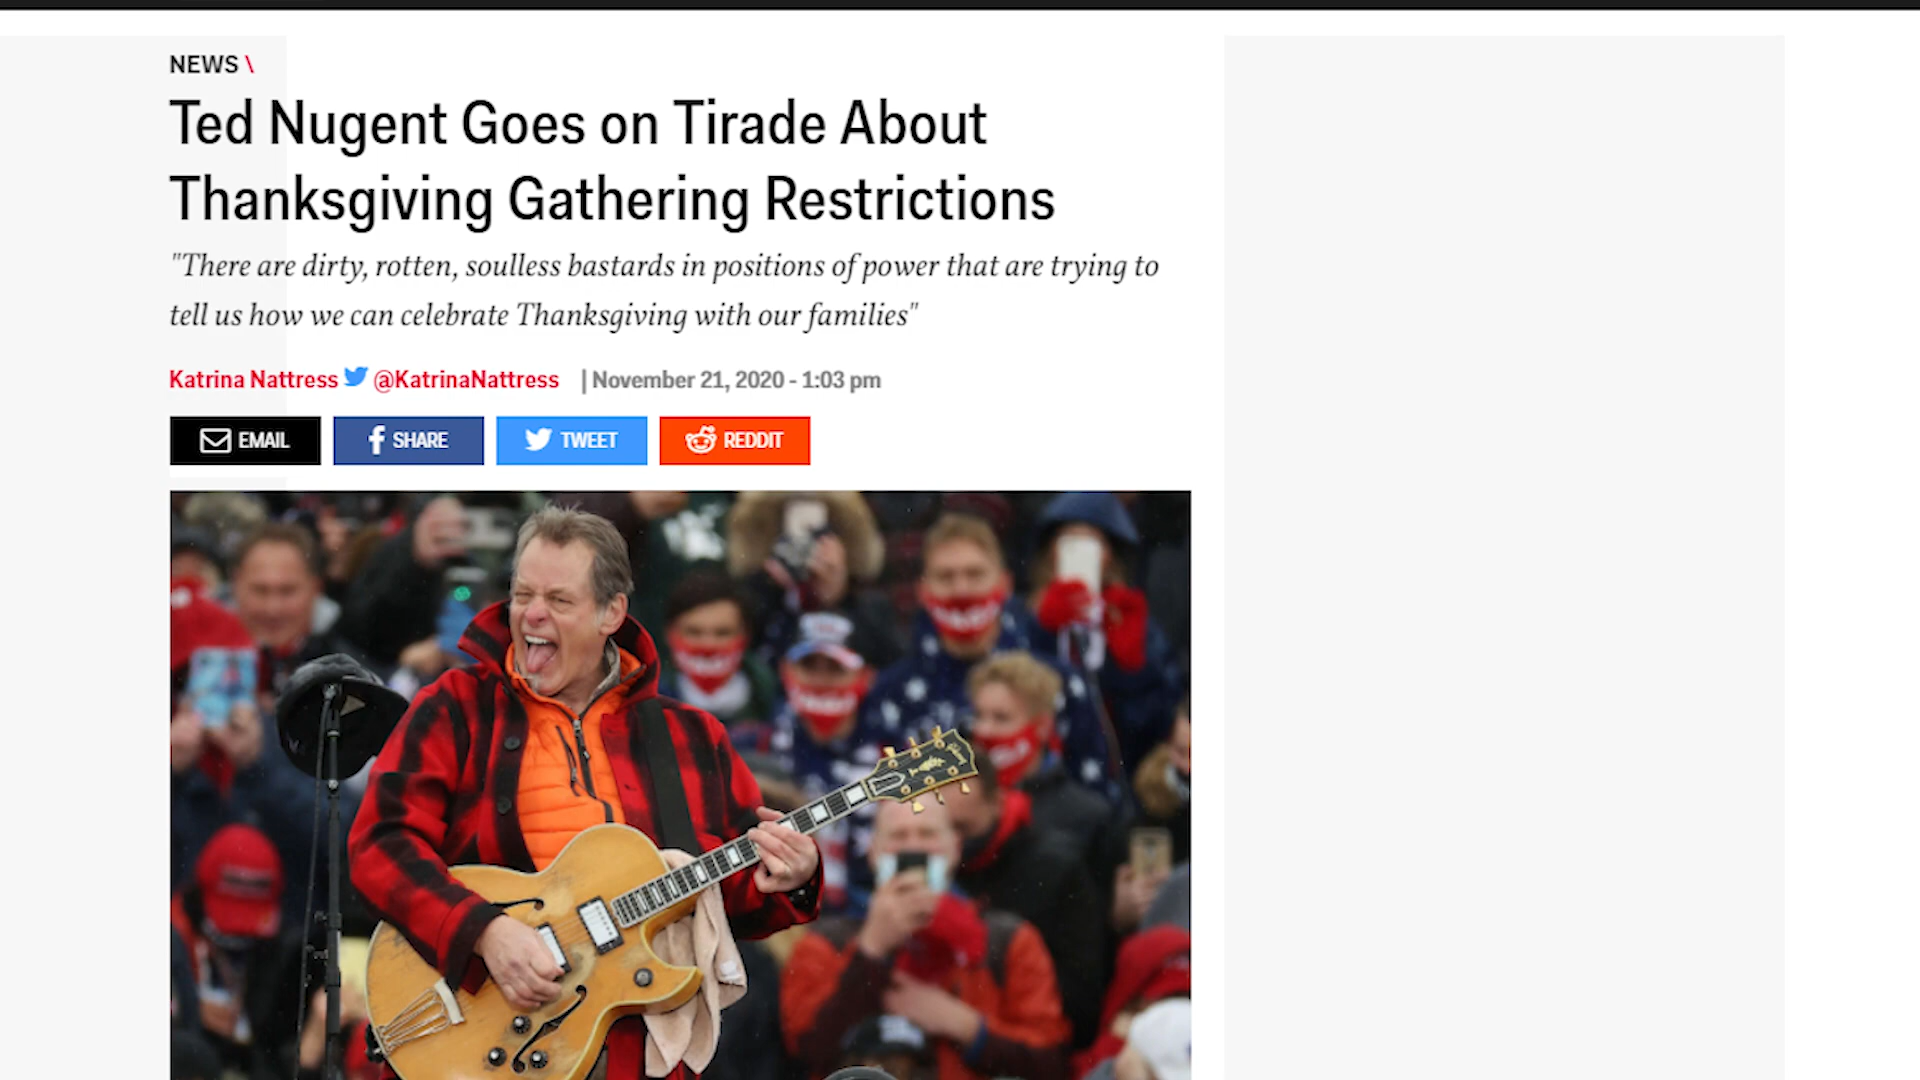 NEWS \
Ted Nugent Goes on Tirade About
Thanksgiving Gathering Restrictions
"There are dirty, rotten, soulless bastards in positions of power that are trying to
tell us how we can celebrate Thanksgiving with our families"
Katrina Nattress @KatrinaNattress | November 21, 2020 - 1:03 pm
EMAIL SHARE TWEET REDDIT